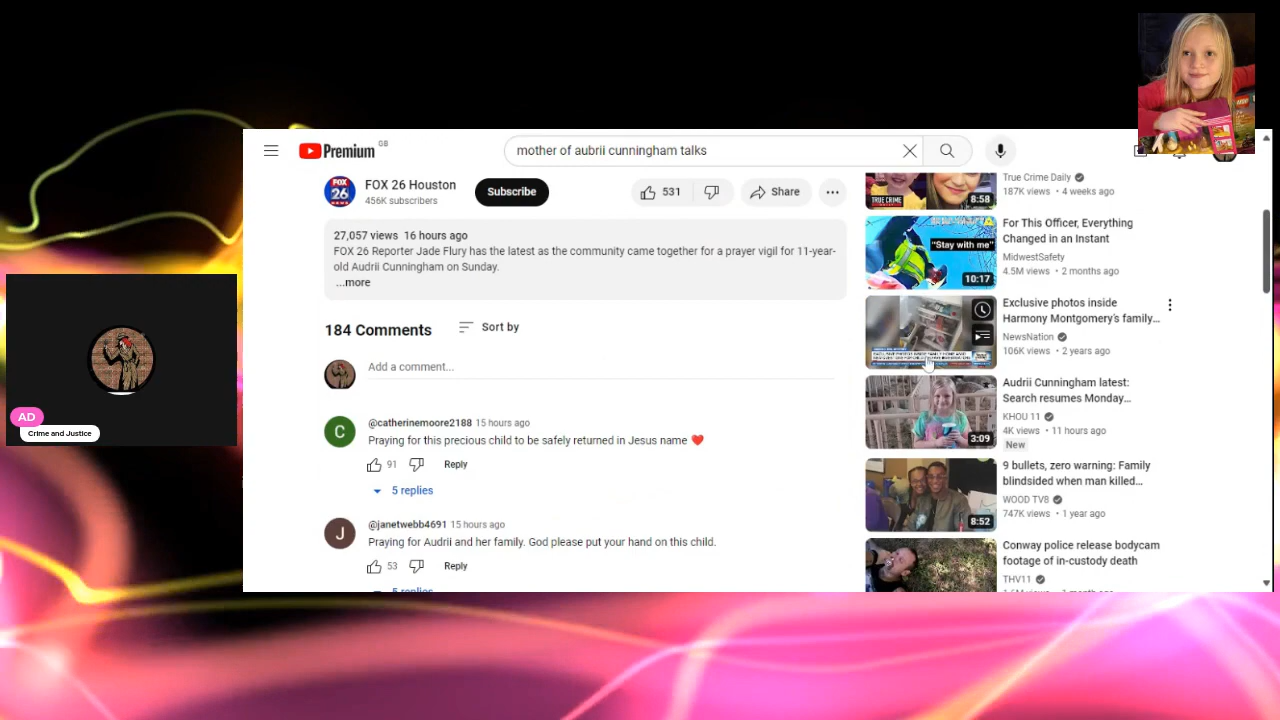 Premium GB
mother of aubrii cunningham talks
FOX 26 Houston
456K subscribers
Subscribe
531
Share
27,057 views 16 hours ago
FOX 26 Reporter Jade Flury has the latest as the community came together for a prayer vigil for 11-year-
old Audrii Cunningham on Sunday.
...more
184 Comments
Sort by
Add a comment...
@catherinemoore2188 15 hours ago
Praying for this precious child to be safely returned in Jesus name
91
Reply
5 replies
@janetwebb4691 15 hours ago
Praying for Audrii and her family. God please put your hand on this child.
53
Reply
5 replies
TRUE CRIME
8:58
True Crime Daily
187K views • 4 weeks ago
"Stay with me"
10:17
For This Officer, Everything
Changed in an Instant
MidwestSafety
4.5M views • 2 months ago
Exclusive photos inside
Harmony Montgomery's family...
NewsNation
106K views • 2 years ago
3:09
Audrii Cunningham latest:
Search resumes Monday...
KHOU 11
4K views • 11 hours ago
New
8:52
9 bullets, zero warning: Family
blindsided when man killed...
WOOD TV8
747K views • 1 year ago
Conway police release bodycam
footage of in-custody death
THV11
AD
Crime and Justice
FOX
26
C
J
LEGO